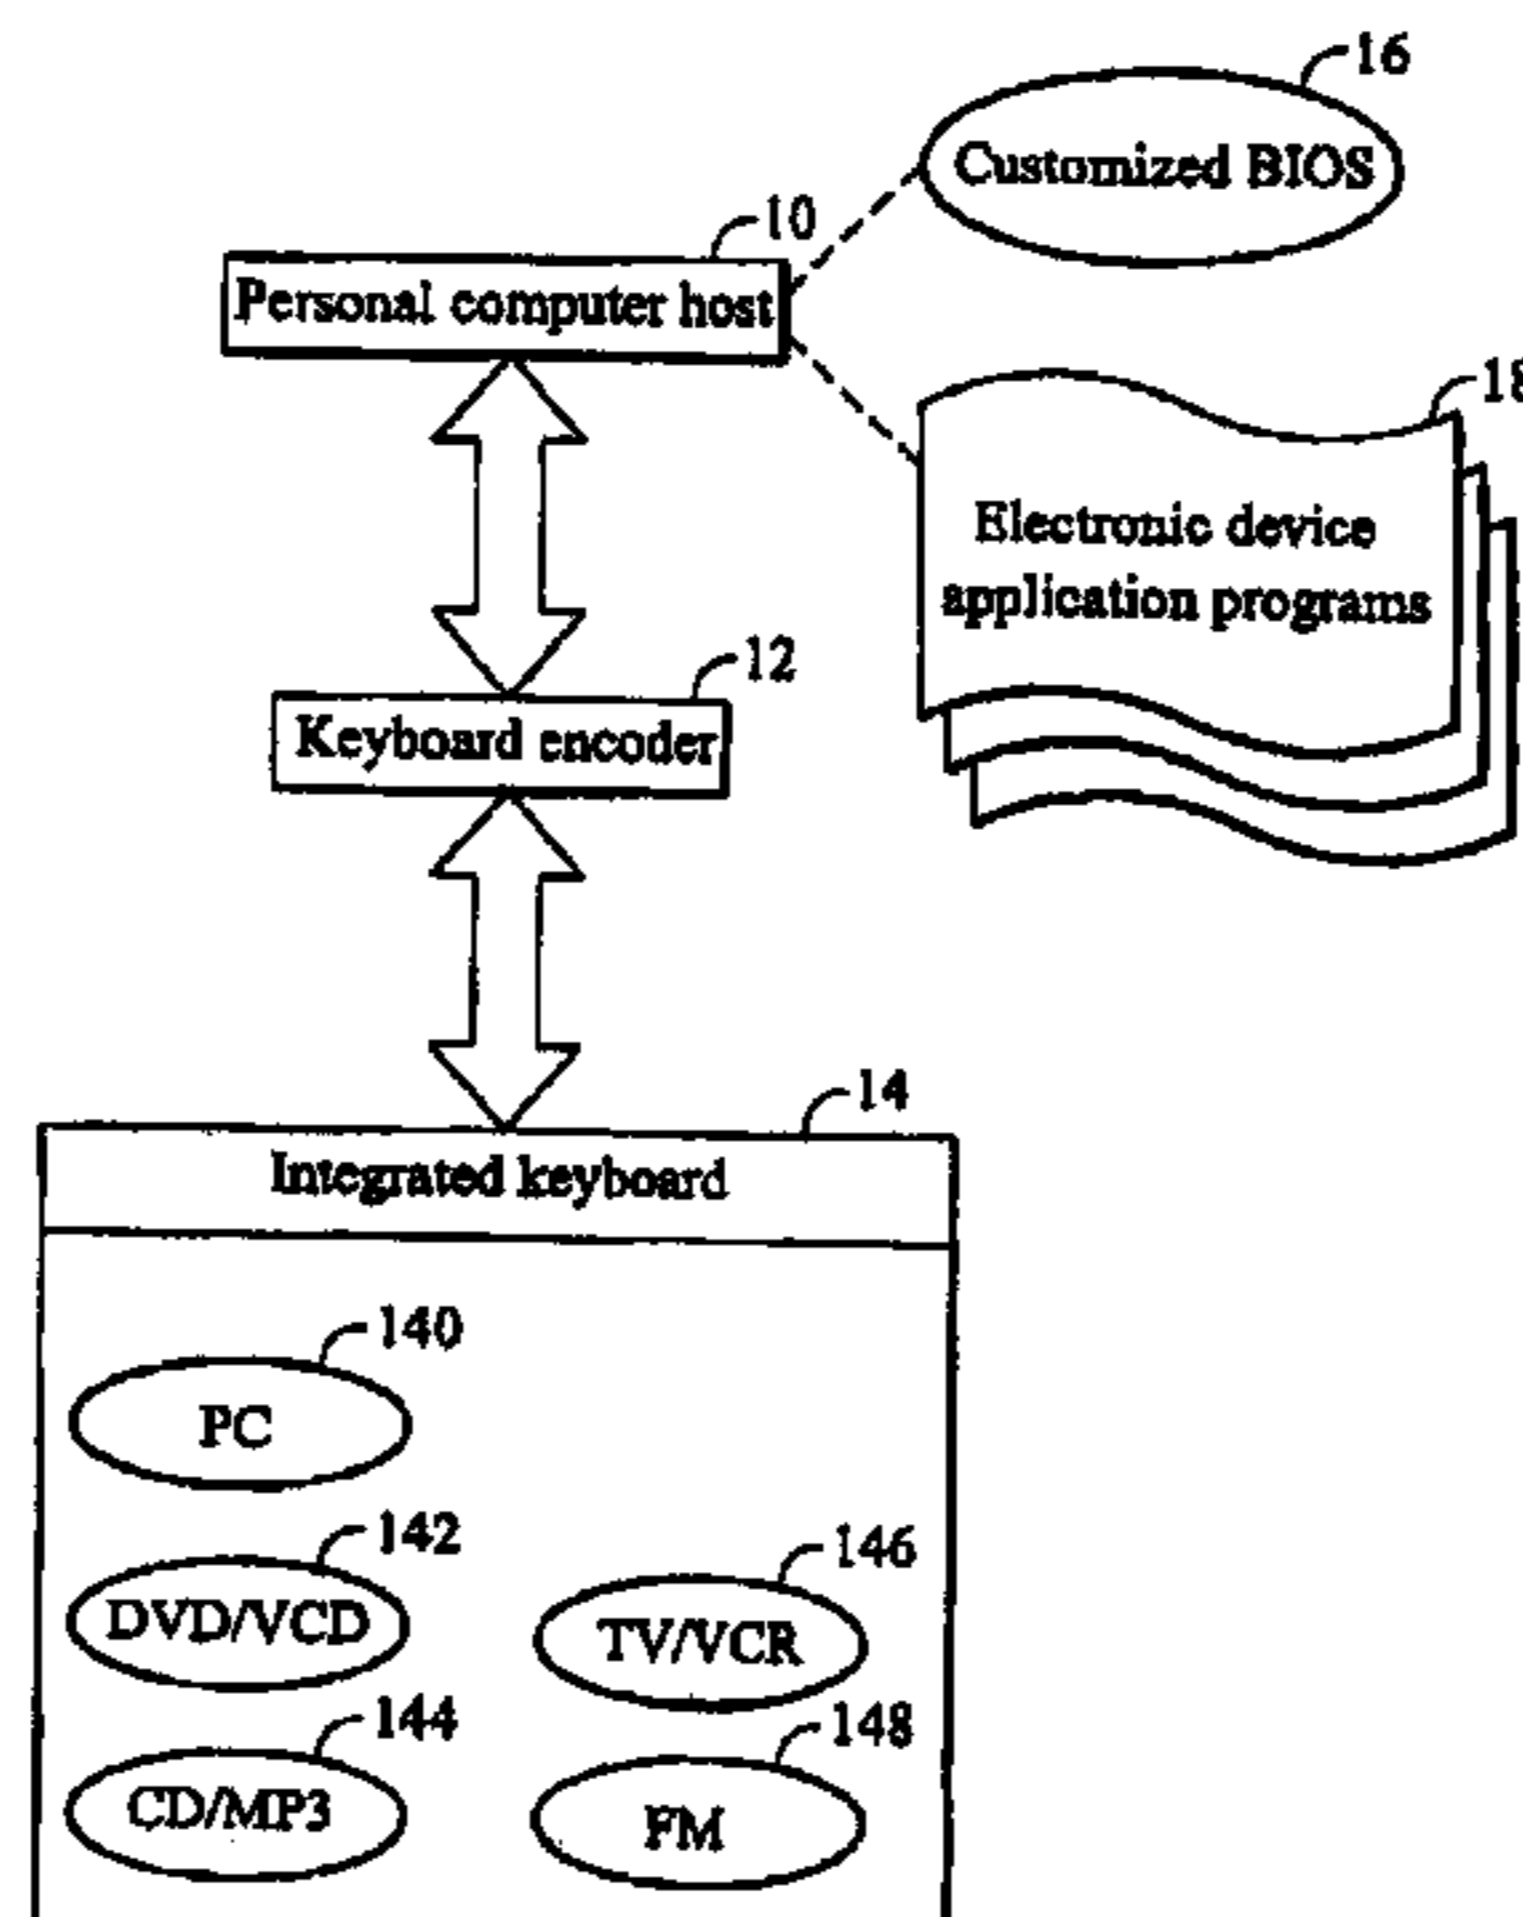 16
Customized BIOS
10
Personal computer host
18
Electronic device
application programs
12
Keyboard encoder
14
Integrated keyboard
140
PC
142
DVD/VCD
146
TV/VCR
144
CD/MP3
148
FM